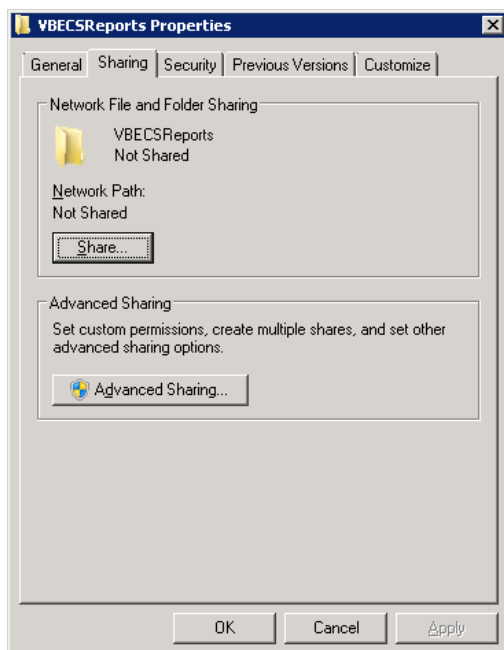 VBECSReports Properties
General Sharing Security Previous Versions Customize
Network File and Folder Sharing
VBECSReports
Not Shared
Network Path:
Not Shared
Share...
Advanced Sharing
Set custom permissions, create multiple shares, and set other
advanced sharing options.
Advanced Sharing...
OK Cancel Apply